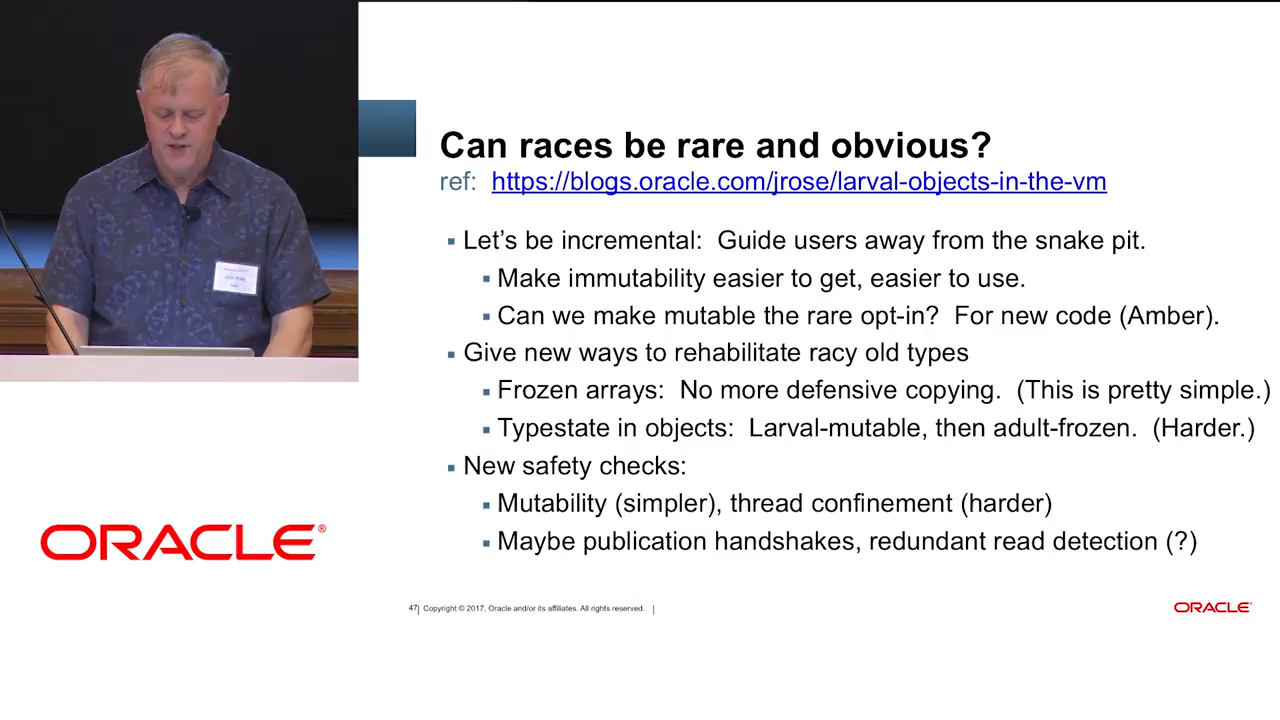 Can races be rare and obvious?
ref: https://blogs.oracle.com/jrose/larval-objects-in-the-vm
Let’s be incremental: Guide users away from the snake pit.
Make immutability easier to get, easier to use.
Can we make mutable the rare opt-in? For new code (Amber).
Give new ways to rehabilitate racy old types
Frozen arrays: No more defensive copying. (This is pretty simple.)
Typestate in objects: Larval-mutable, then adult-frozen. (Harder.)
New safety checks:
Mutability (simpler), thread confinement (harder)
Maybe publication handshakes, redundant read detection (?)
ORACLE®
47| Copyright © 2017, Oracle and/or its affiliates. All rights reserved. |
ORACLE®